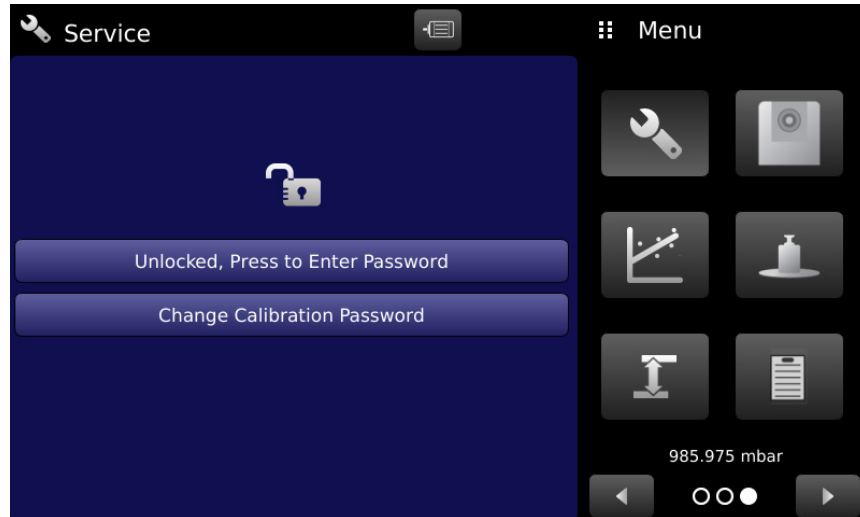 Service
Menu
Unlocked, Press to Enter Password
Change Calibration Password
985.975 mbar